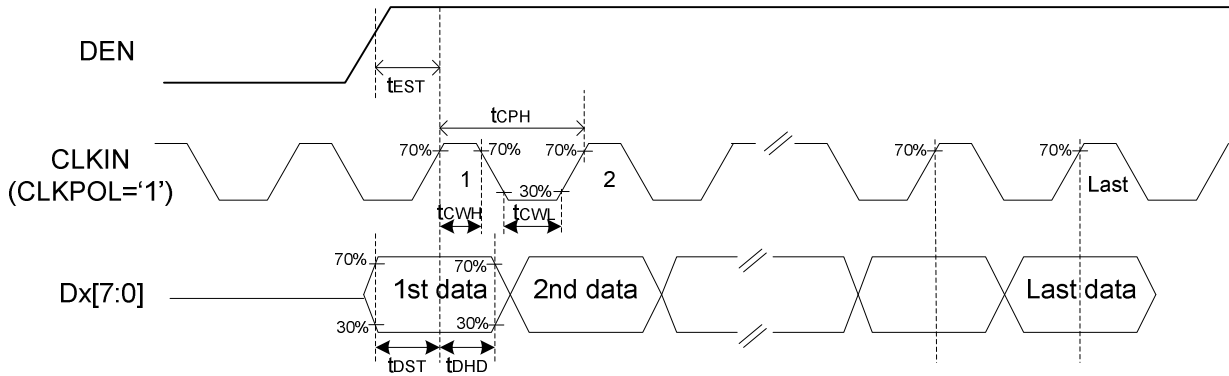 DEN
tEST
tCPH
CLKIN
(CLKPOL=‘1’)
70%
70%
70%
70%
70%
1
2
Last
30%
tCWH
tCWL
Dx[7:0]
70%
70%
1st data
2nd data
Last data
30%
30%
tDST
tDHD